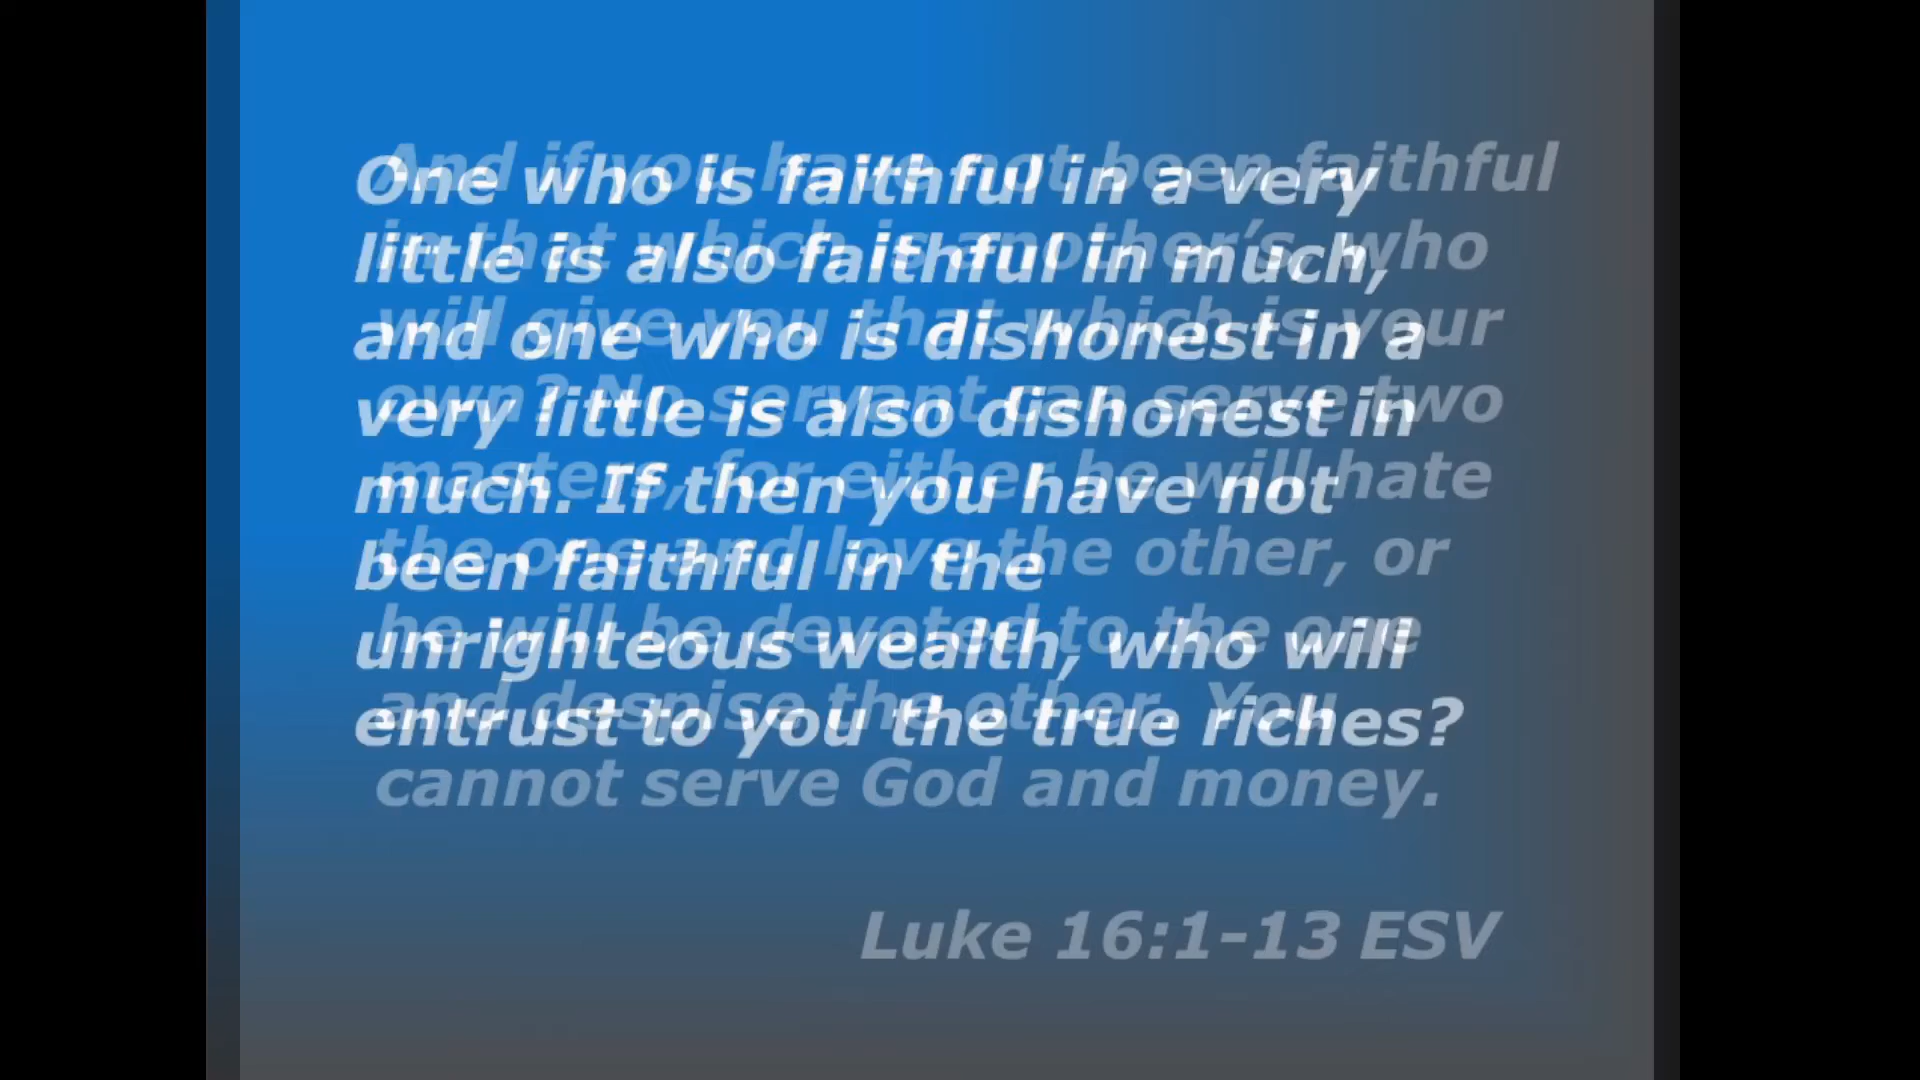 One who is faithful in a very
little is also faithful in much,
and one who is dishonest in a
very little is also dishonest in
much. If then you have not
been faithful in the
unrighteous wealth, who will
entrust to you the true riches?
And if you have not been faithful
in that which is another’s, who
will give you that which is your
own? No servant can serve two
masters, for either he will hate
the one and love the other, or
he will be devoted to the one
and despise the other. You
cannot serve God and money.
Luke 16:1-13 ESV